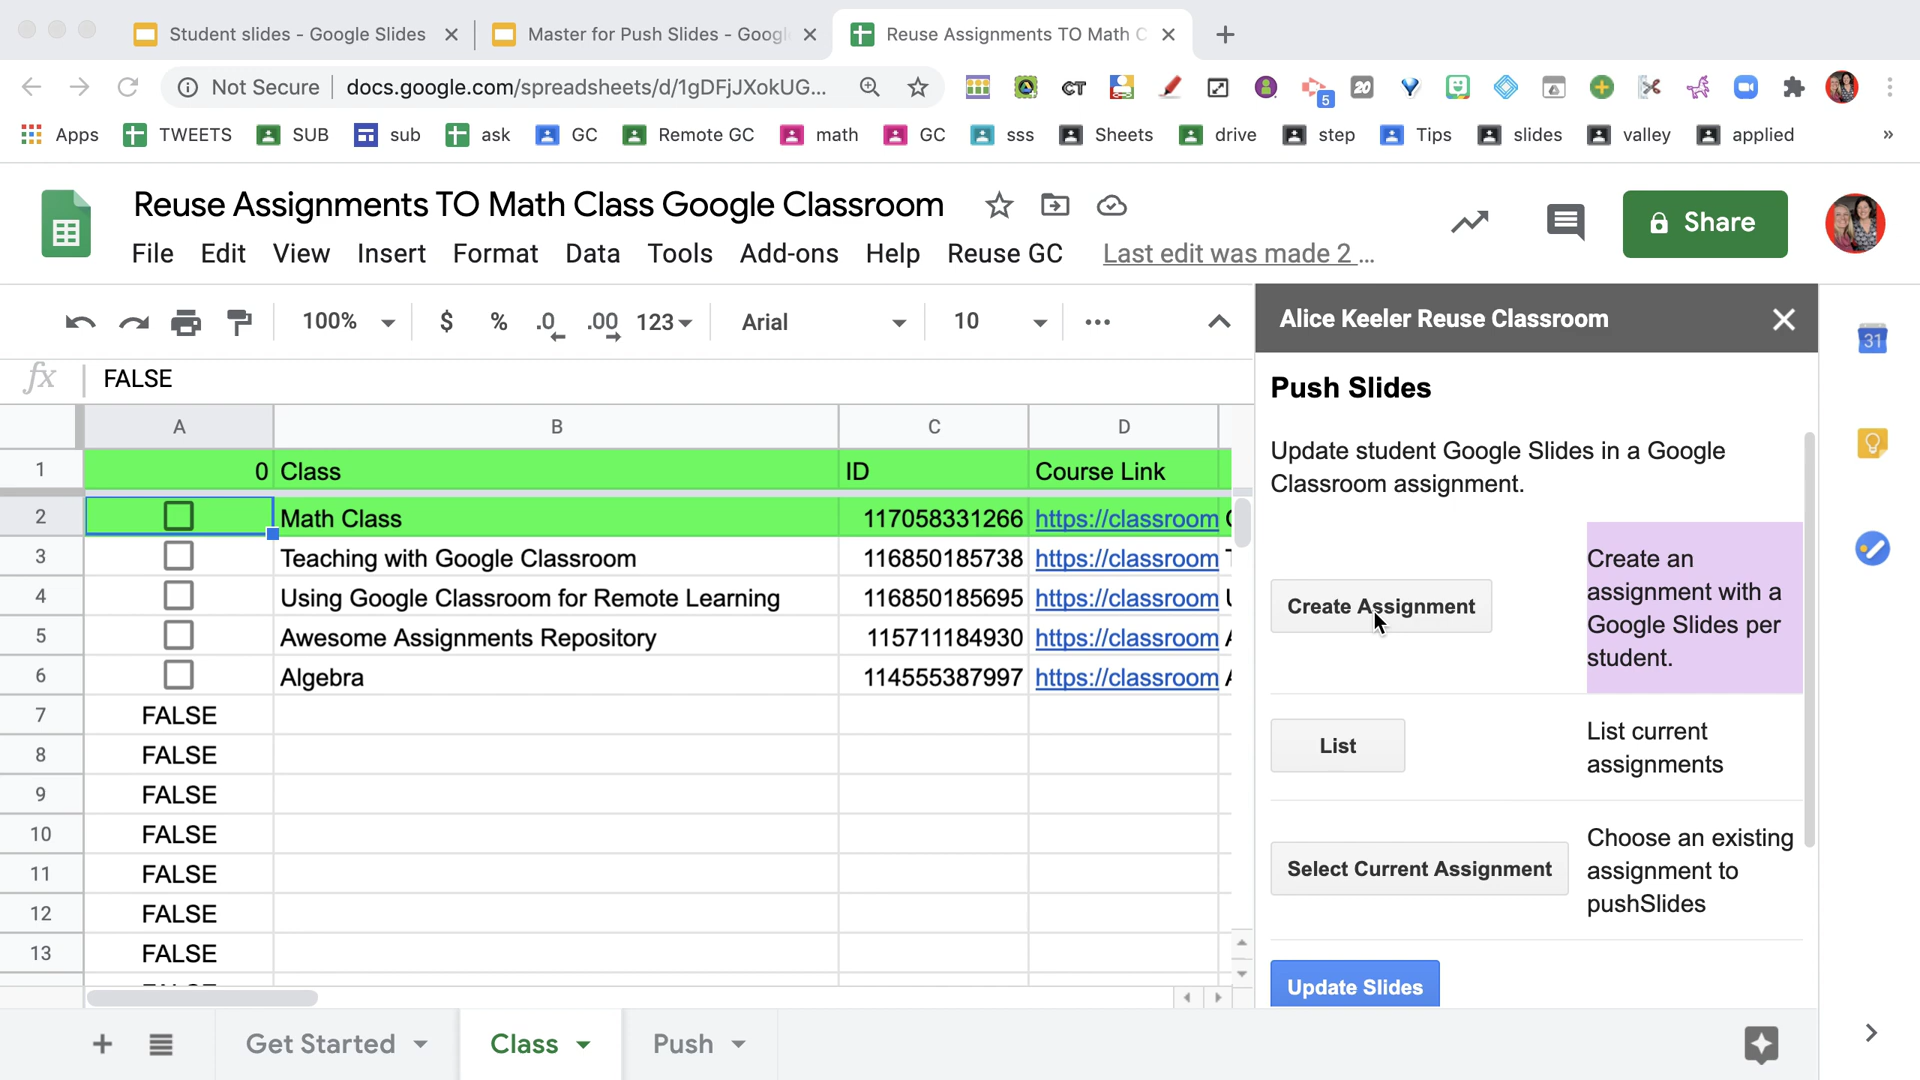 Student slides - Google Slides
Master for Push Slides - Googl
Reuse Assignments TO Math C
Not Secure
docs.google.com/spreadsheets/d/1gDFjJXokUG...
CT
5
20
Apps
TWEETS
SUB
sub
ask
GC
Remote GC
math
GC
sss
Sheets
drive
step
Tips
slides
valley
applied
»
Reuse Assignments TO Math Class Google Classroom
Share
File Edit View Insert Format Data Tools Add-ons Help Reuse GC Last edit was made 2 ...
100% $ % .0 .00 123 Arial 10
fx FALSE
A B C D
1 0 Class ID Course Link
2 Math Class 117058331266 https://classroom
3 Teaching with Google Classroom 116850185738 https://classroom
4 Using Google Classroom for Remote Learning 116850185695 https://classroom
5 Awesome Assignments Repository 115711184930 https://classroom
6 Algebra 114555387997 https://classroom
7 FALSE
8 FALSE
9 FALSE
10 FALSE
11 FALSE
12 FALSE
13 FALSE
Get Started
Class
Push
Alice Keeler Reuse Classroom
Push Slides
Update student Google Slides in a Google
Classroom assignment.
Create Assignment
Create an
assignment with a
Google Slides per
student.
List
List current
assignments
Select Current Assignment
Choose an existing
assignment to
pushSlides
Update Slides
31